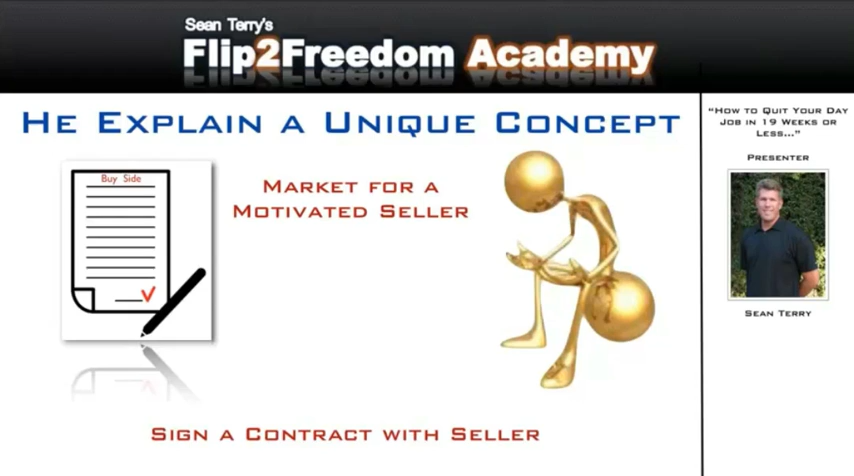 Sean Terry's
Flip2Freedom Academy
He Explain a Unique Concept
Buy Side
Market for a
Motivated Seller
Sign a Contract with Seller
"How to Quit Your Day
Job in 19 Weeks or
Less..."
Presenter
Sean Terry